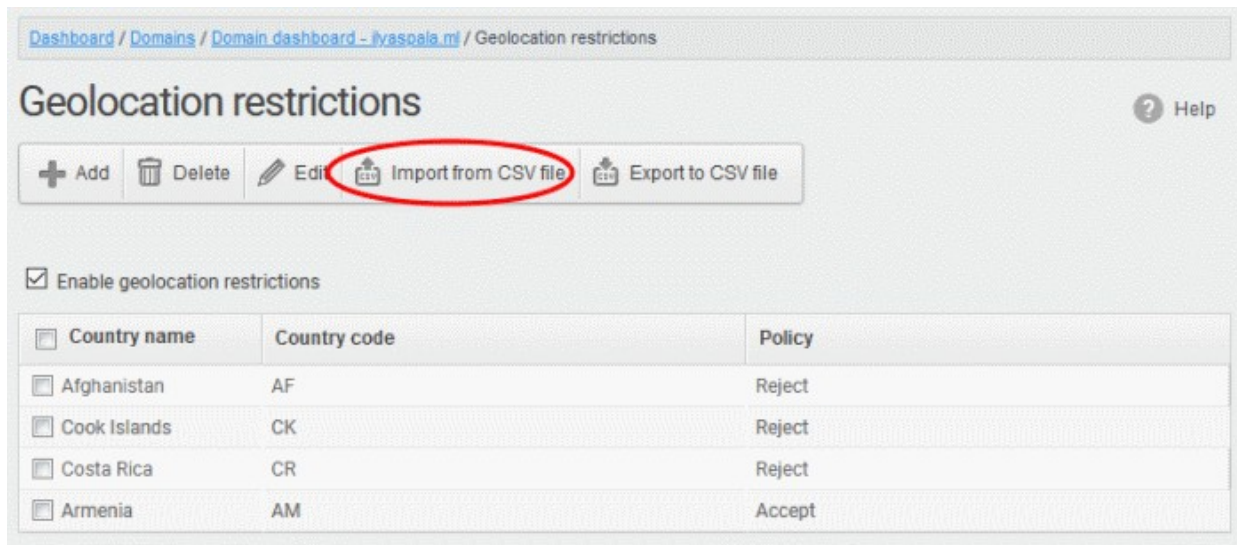 Dashboard / Domains / Domain dashboard - ilyaspala.ml / Geolocation restrictions
Geolocation restrictions
? Help
Add Delete Edit Import from CSV file Export to CSV file
Enable geolocation restrictions
Country name Country code Policy
Afghanistan AF Reject
Cook Islands CK Reject
Costa Rica CR Reject
Armenia AM Accept